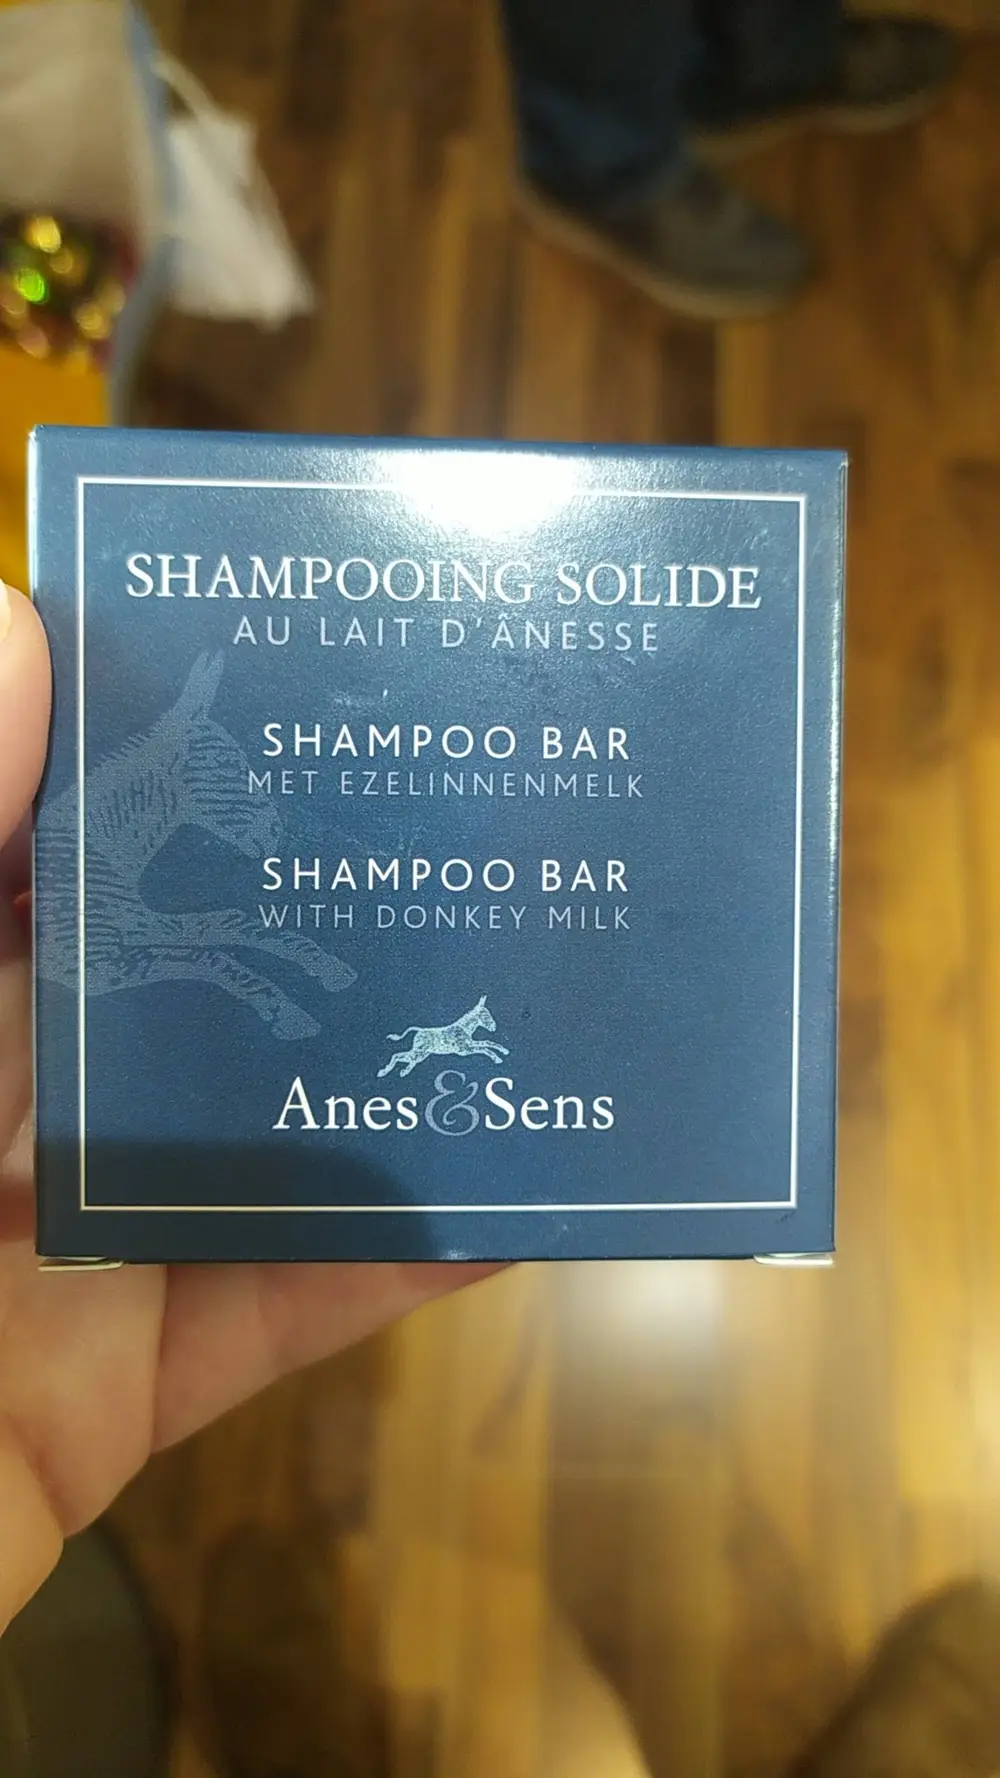 SHAMPOOING SOLIDE
AU LAIT D'ÂNESSE
SHAMPOO BAR
MET EZELINNENMELK
SHAMPOO BAR
WITH DONKEY MILK
Anes&Sens